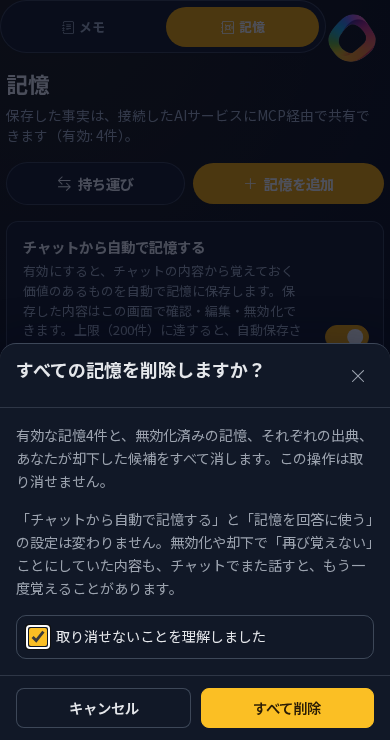 メモ
記憶
記憶
保存した事実は、接続したAIサービスにMCP経由で共有で
きます（有効: 4件）。
持ち運び
＋ 記憶を追加
チャットから自動で記憶する
有効にすると、チャットの内容から覚えておく
価値のあるものを自動で記憶に保存します。保
存した内容はこの画面で確認・編集・無効化で
きます。上限（200件）に達すると、自動保存さ
すべての記憶を削除しますか？
有効な記憶4件と、無効化済みの記憶、それぞれの出典、
あなたが却下した候補をすべて消します。この操作は取
り消せません。
「チャットから自動で記憶する」と「記憶を回答に使う」
の設定は変わりません。無効化や却下で「再び覚えない」
ことにしていた内容も、チャットでまた話すと、もう一
度覚えることがあります。
取り消せないことを理解しました
キャンセル
すべて削除